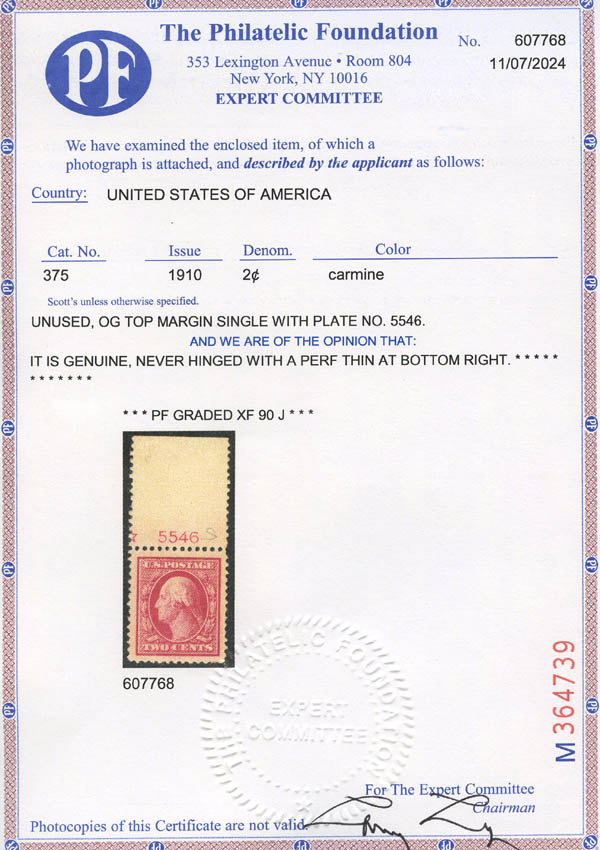 PF
The Philatelic Foundation
353 Lexington Avenue • Room 804
New York, NY 10016
EXPERT COMMITTEE
No. 607768
11/07/2024
We have examined the enclosed item, of which a
photograph is attached, and described by the applicant as follows:
Country: UNITED STATES OF AMERICA
Cat. No. Issue Denom. Color
375 1910 2¢ carmine
Scott's unless otherwise specified.
UNUSED, OG TOP MARGIN SINGLE WITH PLATE NO. 5546.
AND WE ARE OF THE OPINION THAT:
IT IS GENUINE, NEVER HINGED WITH A PERF THIN AT BOTTOM RIGHT. * * * * *
* * * * * * *
* * * PF GRADED XF 90 J * * *
5546
U.S. POSTAGE
TWO CENTS
607768
THE PHILATELIC FOUNDATION
EXPERT
COMMITTEE
M 364739
For The Expert Committee
Chairman
Photocopies of this Certificate are not valid.